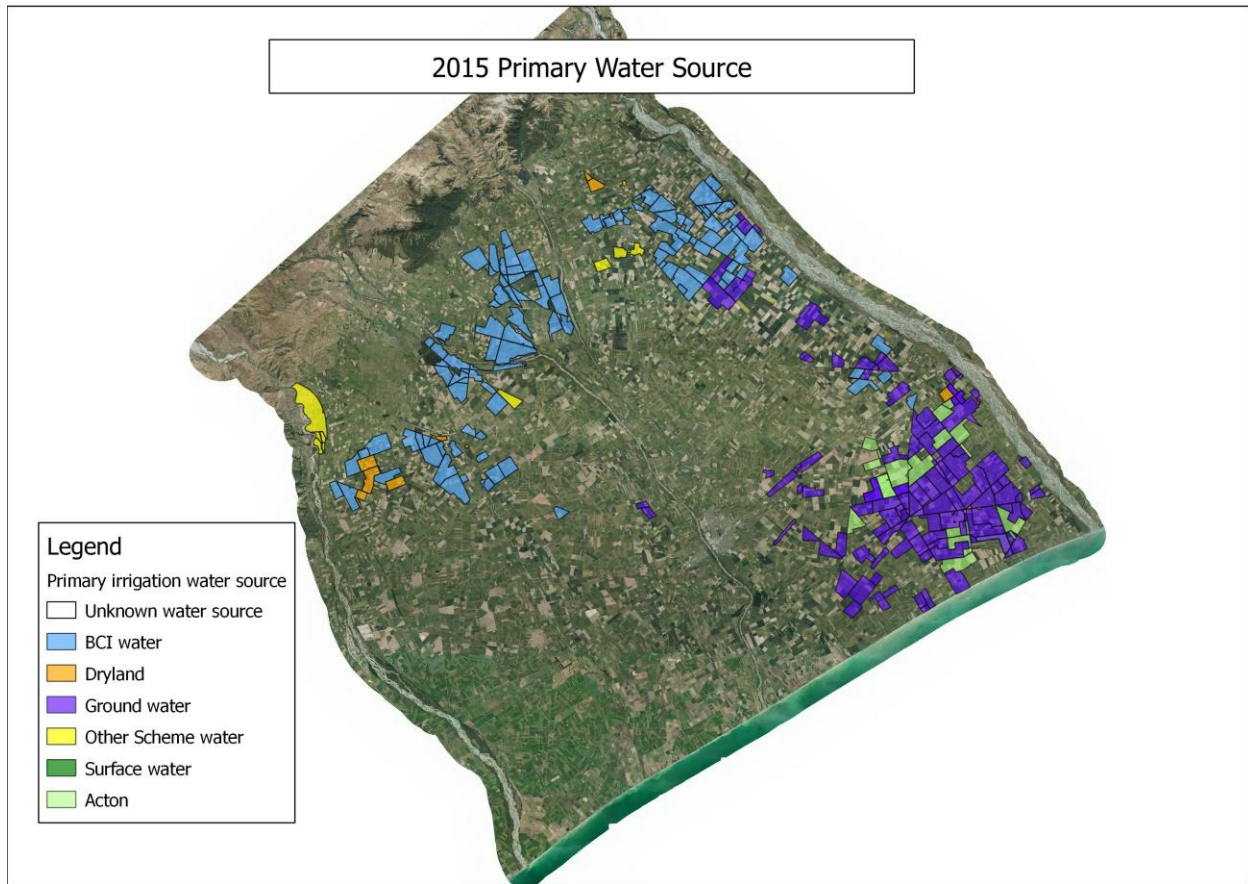 2015 Primary Water Source
Legend
Primary irrigation water source
Unknown water source
BCI water
Dryland
Ground water
Other Scheme water
Surface water
Acton